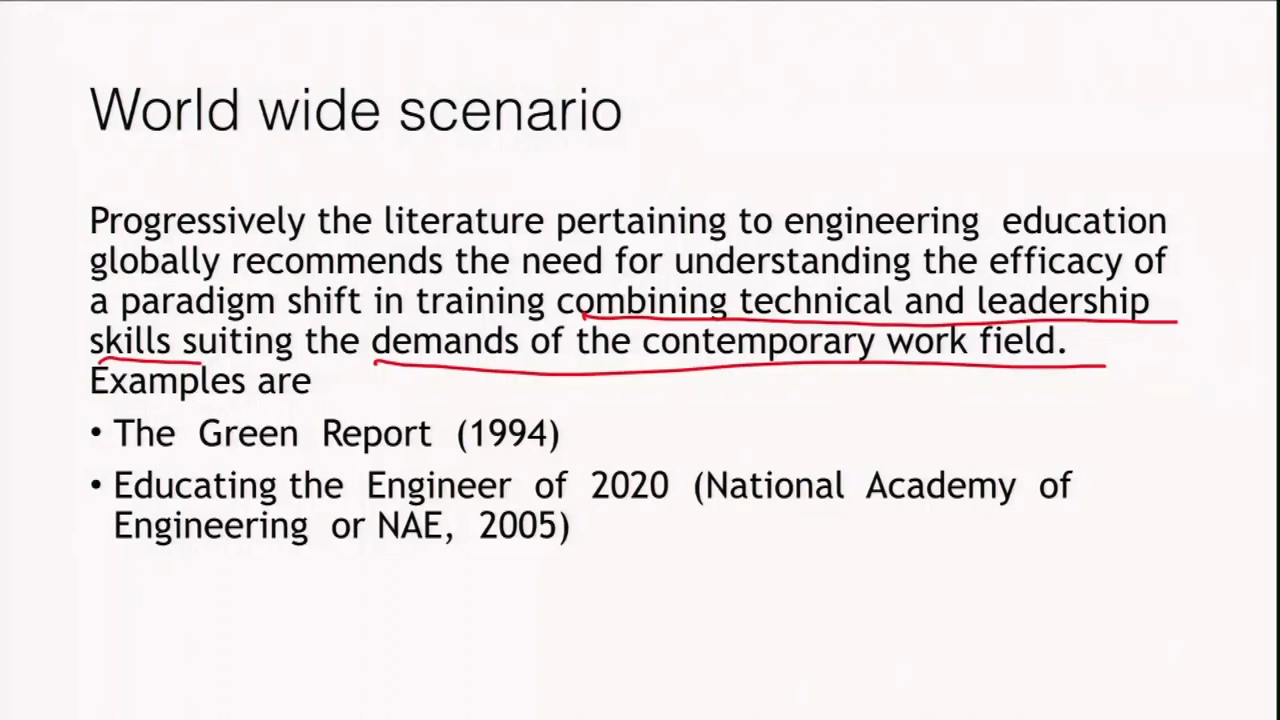 World wide scenario
Progressively the literature pertaining to engineering education
globally recommends the need for understanding the efficacy of
a paradigm shift in training combining technical and leadership
skills suiting the demands of the contemporary work field.
Examples are
• The Green Report (1994)
• Educating the Engineer of 2020 (National Academy of
Engineering or NAE, 2005)